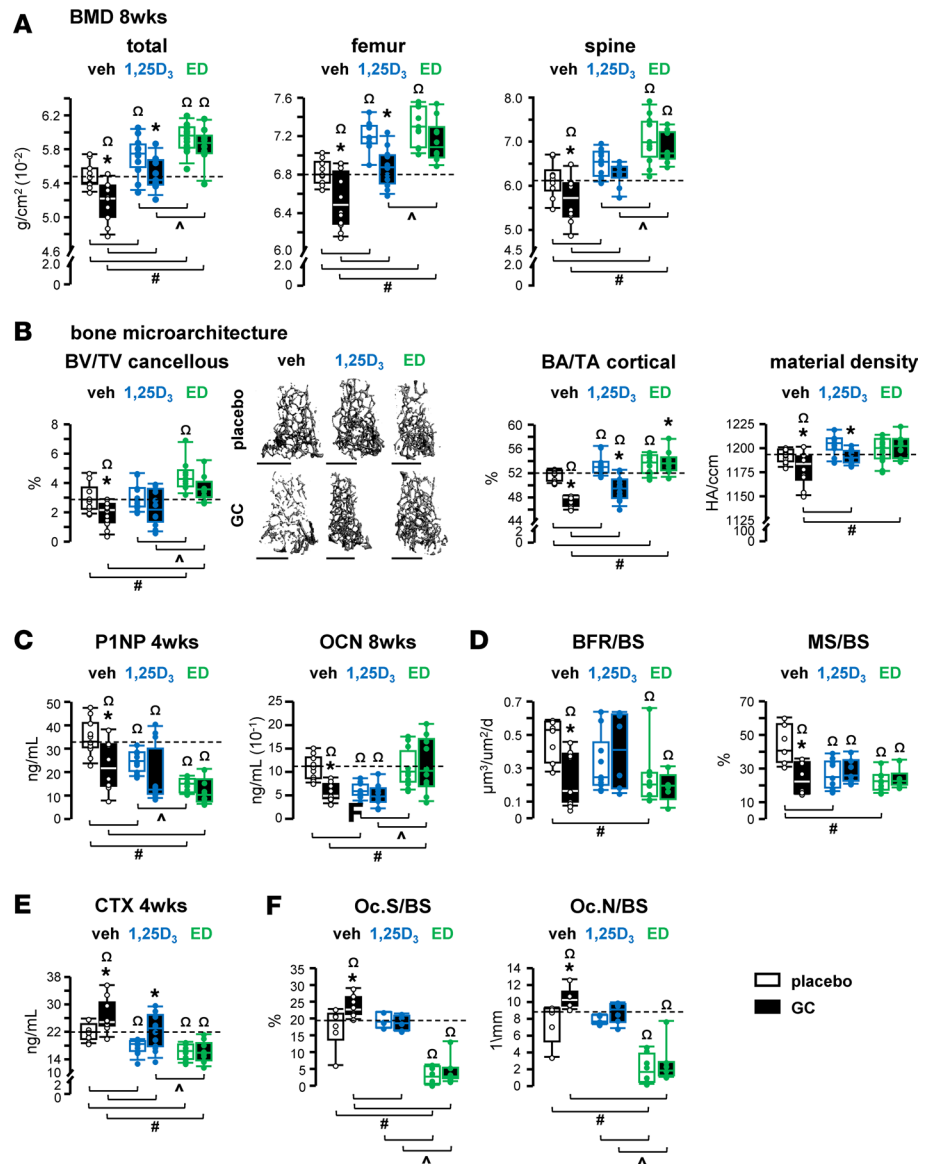 A
BMD 8wks
total
femur
spine
veh 1,25D₃ ED
veh 1,25D₃ ED
veh 1,25D₃ ED
g/cm² (10⁻²)
6.2
5.8
5.4
5.0
4.6
2.0
0
Ω
*
Ω
*
Ω
Ω
^
#
7.6
7.2
6.8
6.4
6.0
2.0
0
Ω
*
Ω
*
Ω
^
#
8.0
7.0
6.0
5.0
4.5
2.0
0
Ω
*
Ω
Ω
^
#
B
bone microarchitecture
BV/TV cancellous
veh 1,25D₃ ED
%
8
6
4
2
0
Ω
*
Ω
^
#
veh 1,25D₃ ED
placebo
GC
BA/TA cortical
veh 1,25D₃ ED
%
60
56
52
48
44
2
0
Ω
*
Ω
Ω
*
Ω
*
#
material density
veh 1,25D₃ ED
HA/ccm
1225
1200
1175
1150
1125
100
0
Ω
*
*
#
C
P1NP 4wks
veh 1,25D₃ ED
ng/mL
50
40
30
20
10
0
Ω
*
Ω
Ω
Ω
Ω
^
#
OCN 8wks
veh 1,25D₃ ED
ng/mL (10⁻¹)
25
20
15
10
5
0
Ω
*
Ω
Ω
F
^
#
D
BFR/BS
veh 1,25D₃ ED
µm³/um²/d
0.7
0.6
0.4
0.3
0.1
0
Ω
*
Ω
Ω
#
MS/BS
veh 1,25D₃ ED
%
70
50
30
10
0
Ω
*
Ω
Ω
Ω
Ω
#
E
CTX 4wks
veh 1,25D₃ ED
ng/mL
38
30
22
14
2
0
Ω
*
Ω
*
Ω
Ω
^
#
F
Oc.S/BS
veh 1,25D₃ ED
%
35
30
25
20
15
10
5
0
Ω
*
Ω
Ω
#
^
Oc.N/BS
veh 1,25D₃ ED
1\mm
14
12
10
8
6
4
2
0
Ω
*
Ω
Ω
#
^
placebo
GC